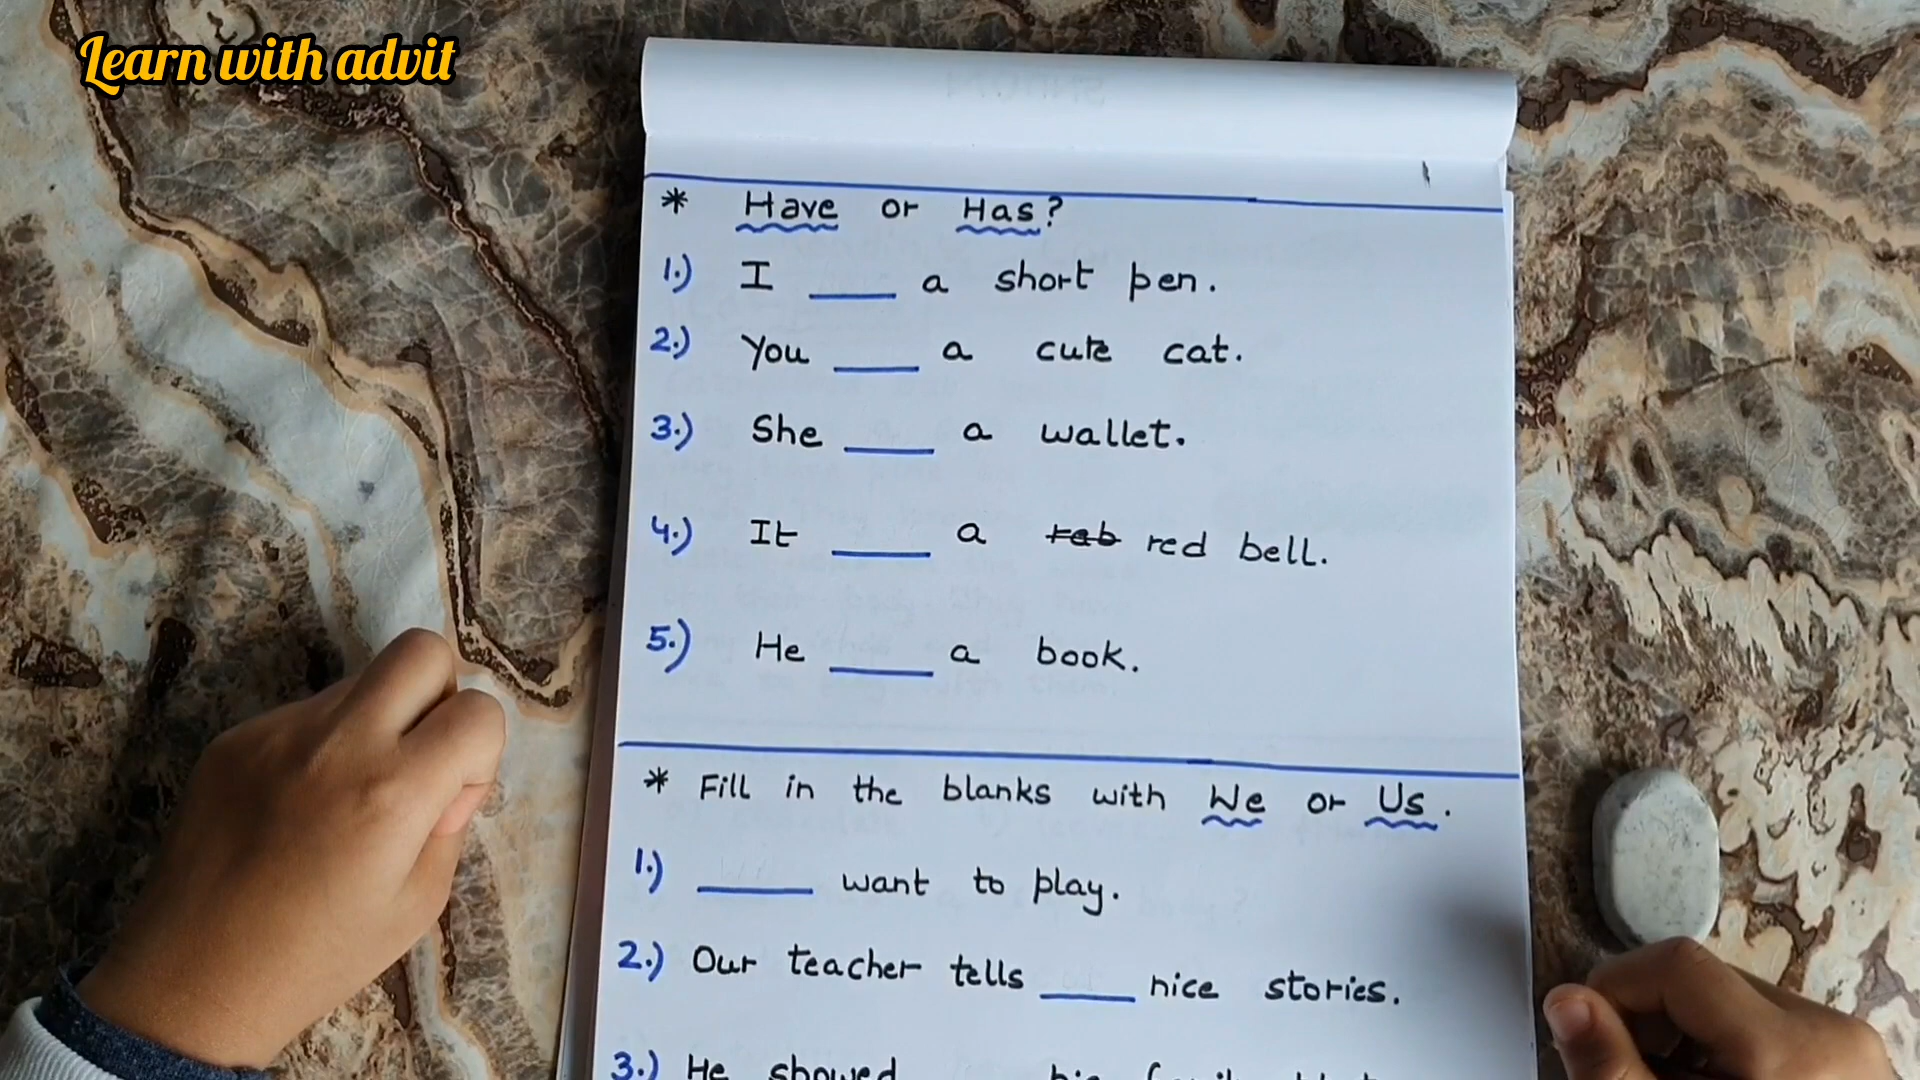 Learn with advit
* Have or Has?
1.) I ____ a short pen.
2.) You ____ a cute cat.
3.) She ____ a wallet.
4.) It ____ a reb red bell.
5.) He ____ a book.
* Fill in the blanks with We or Us.
1.) ____ want to play.
2.) Our teacher tells ____ nice stories.
3.) He showed